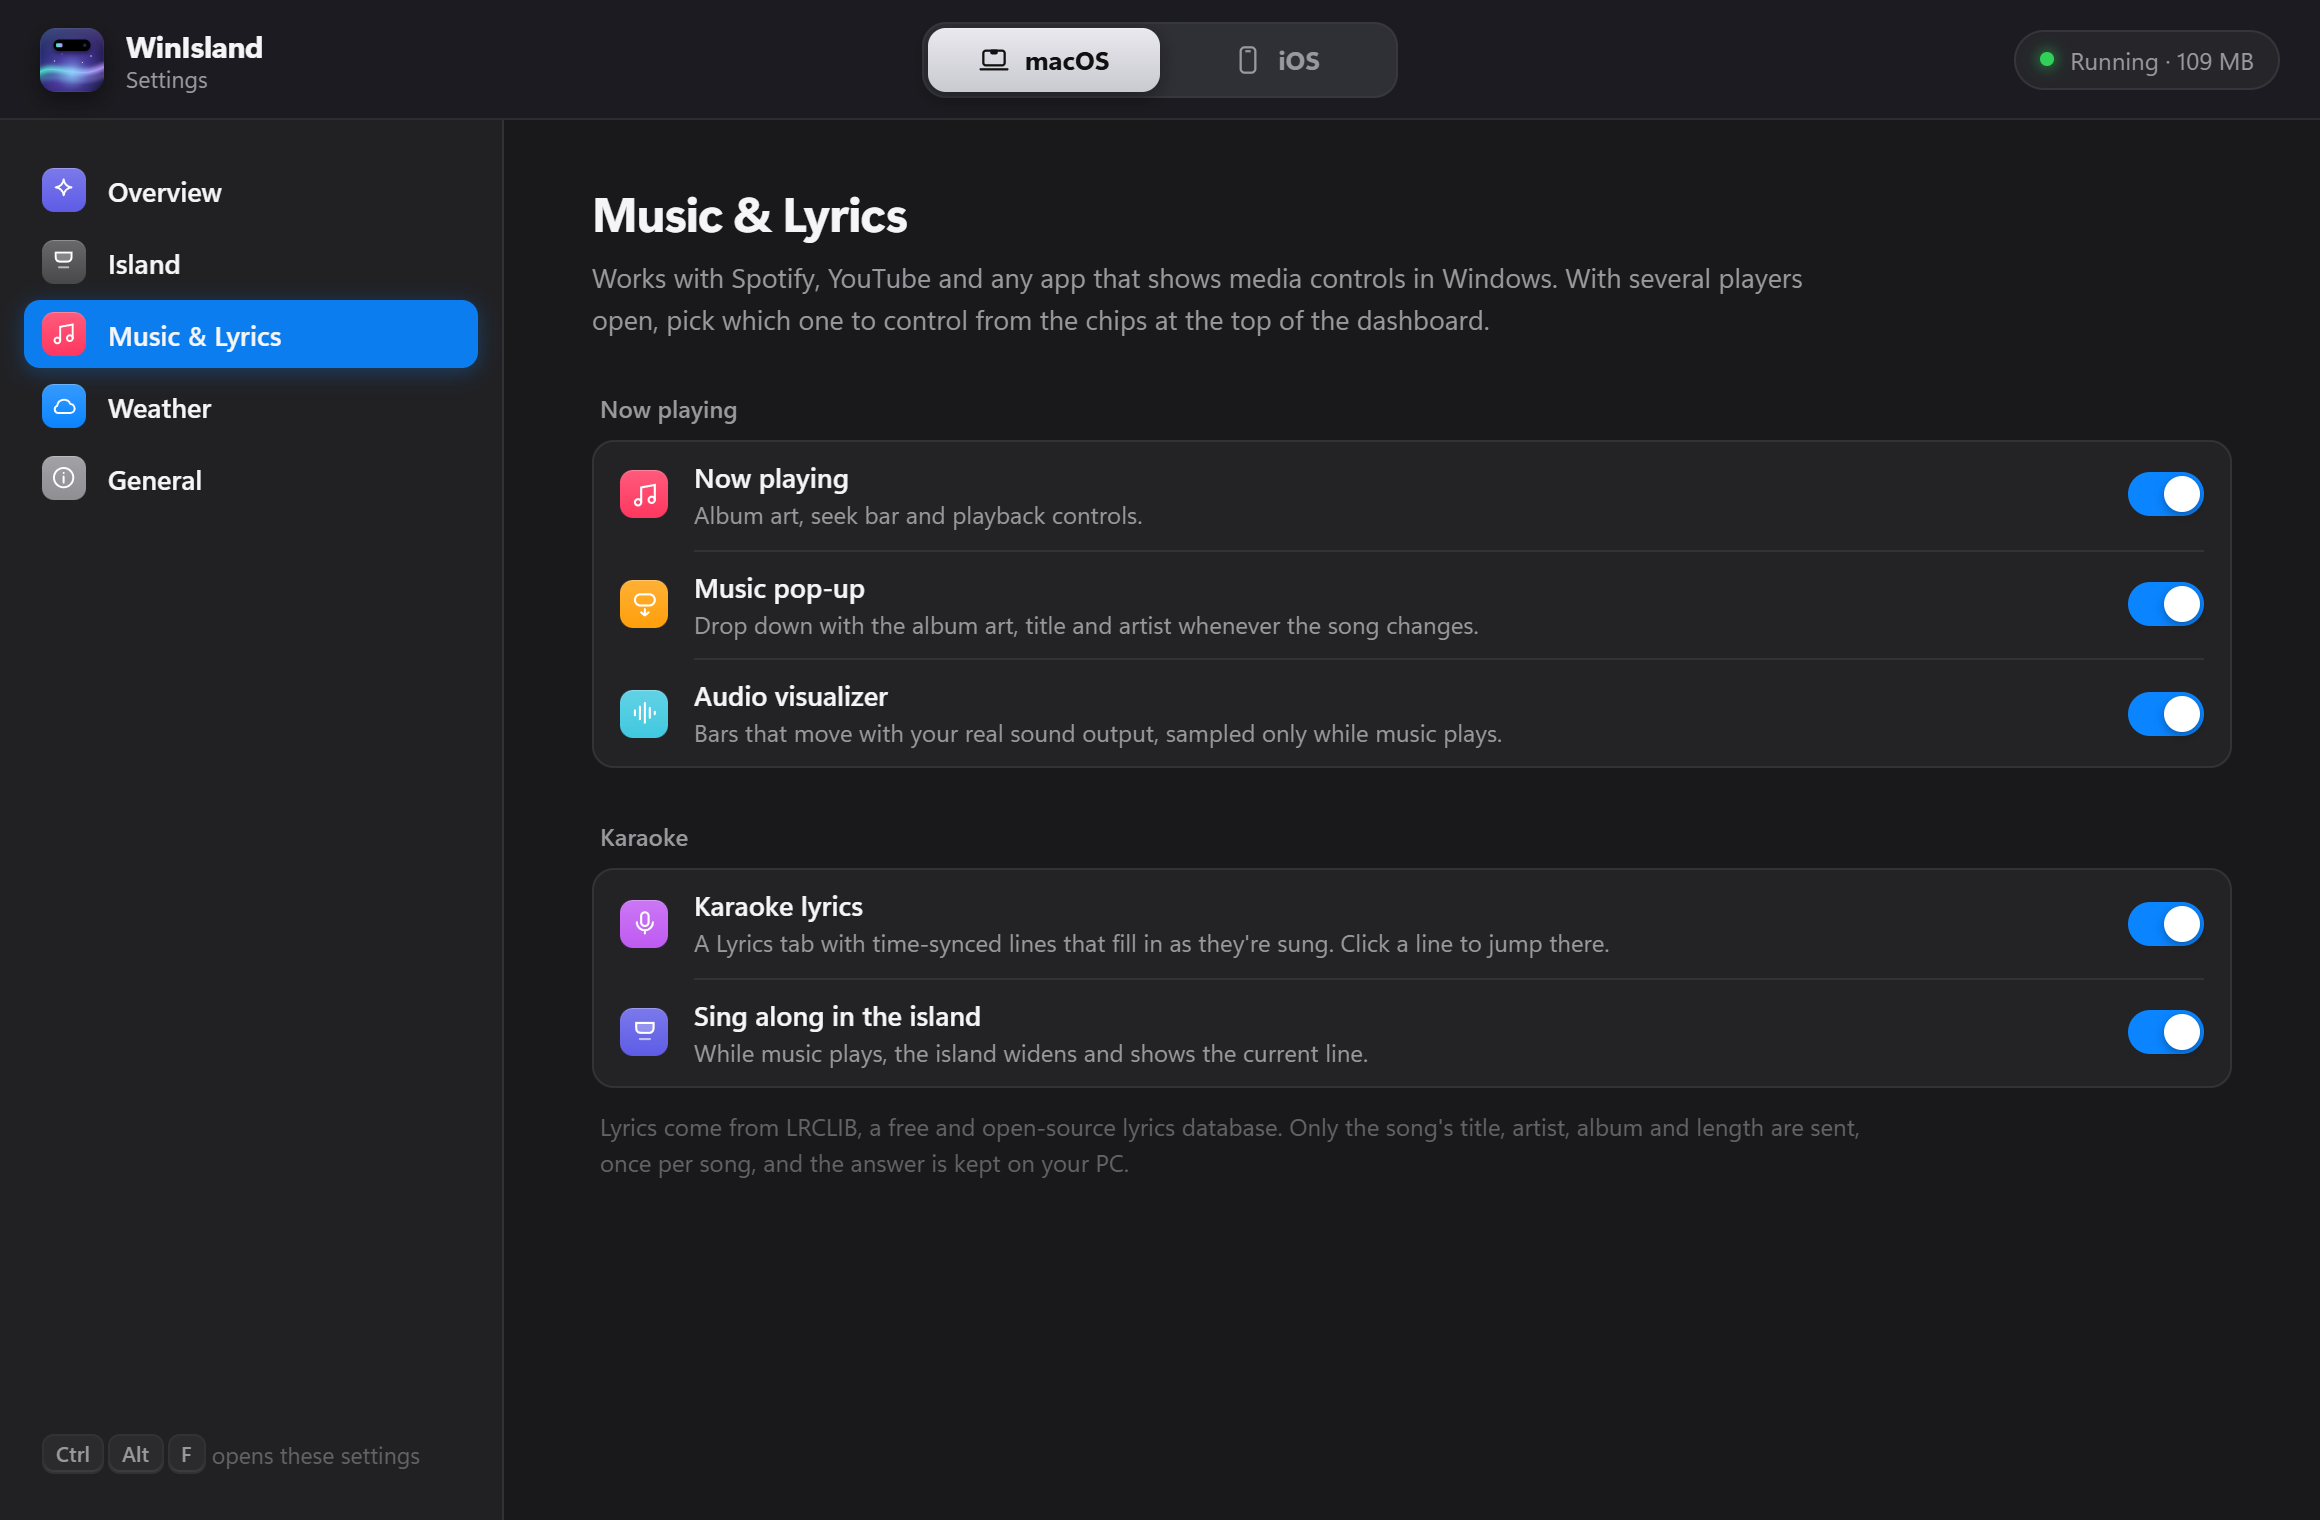 WinIsland
Settings
macOS
iOS
Running · 109 MB
Overview
Island
Music & Lyrics
Weather
General
Ctrl Alt F opens these settings
Music & Lyrics
Works with Spotify, YouTube and any app that shows media controls in Windows. With several players
open, pick which one to control from the chips at the top of the dashboard.
Now playing
Now playing
Album art, seek bar and playback controls.
Music pop-up
Drop down with the album art, title and artist whenever the song changes.
Audio visualizer
Bars that move with your real sound output, sampled only while music plays.
Karaoke
Karaoke lyrics
A Lyrics tab with time-synced lines that fill in as they're sung. Click a line to jump there.
Sing along in the island
While music plays, the island widens and shows the current line.
Lyrics come from LRCLIB, a free and open-source lyrics database. Only the song's title, artist, album and length are sent,
once per song, and the answer is kept on your PC.